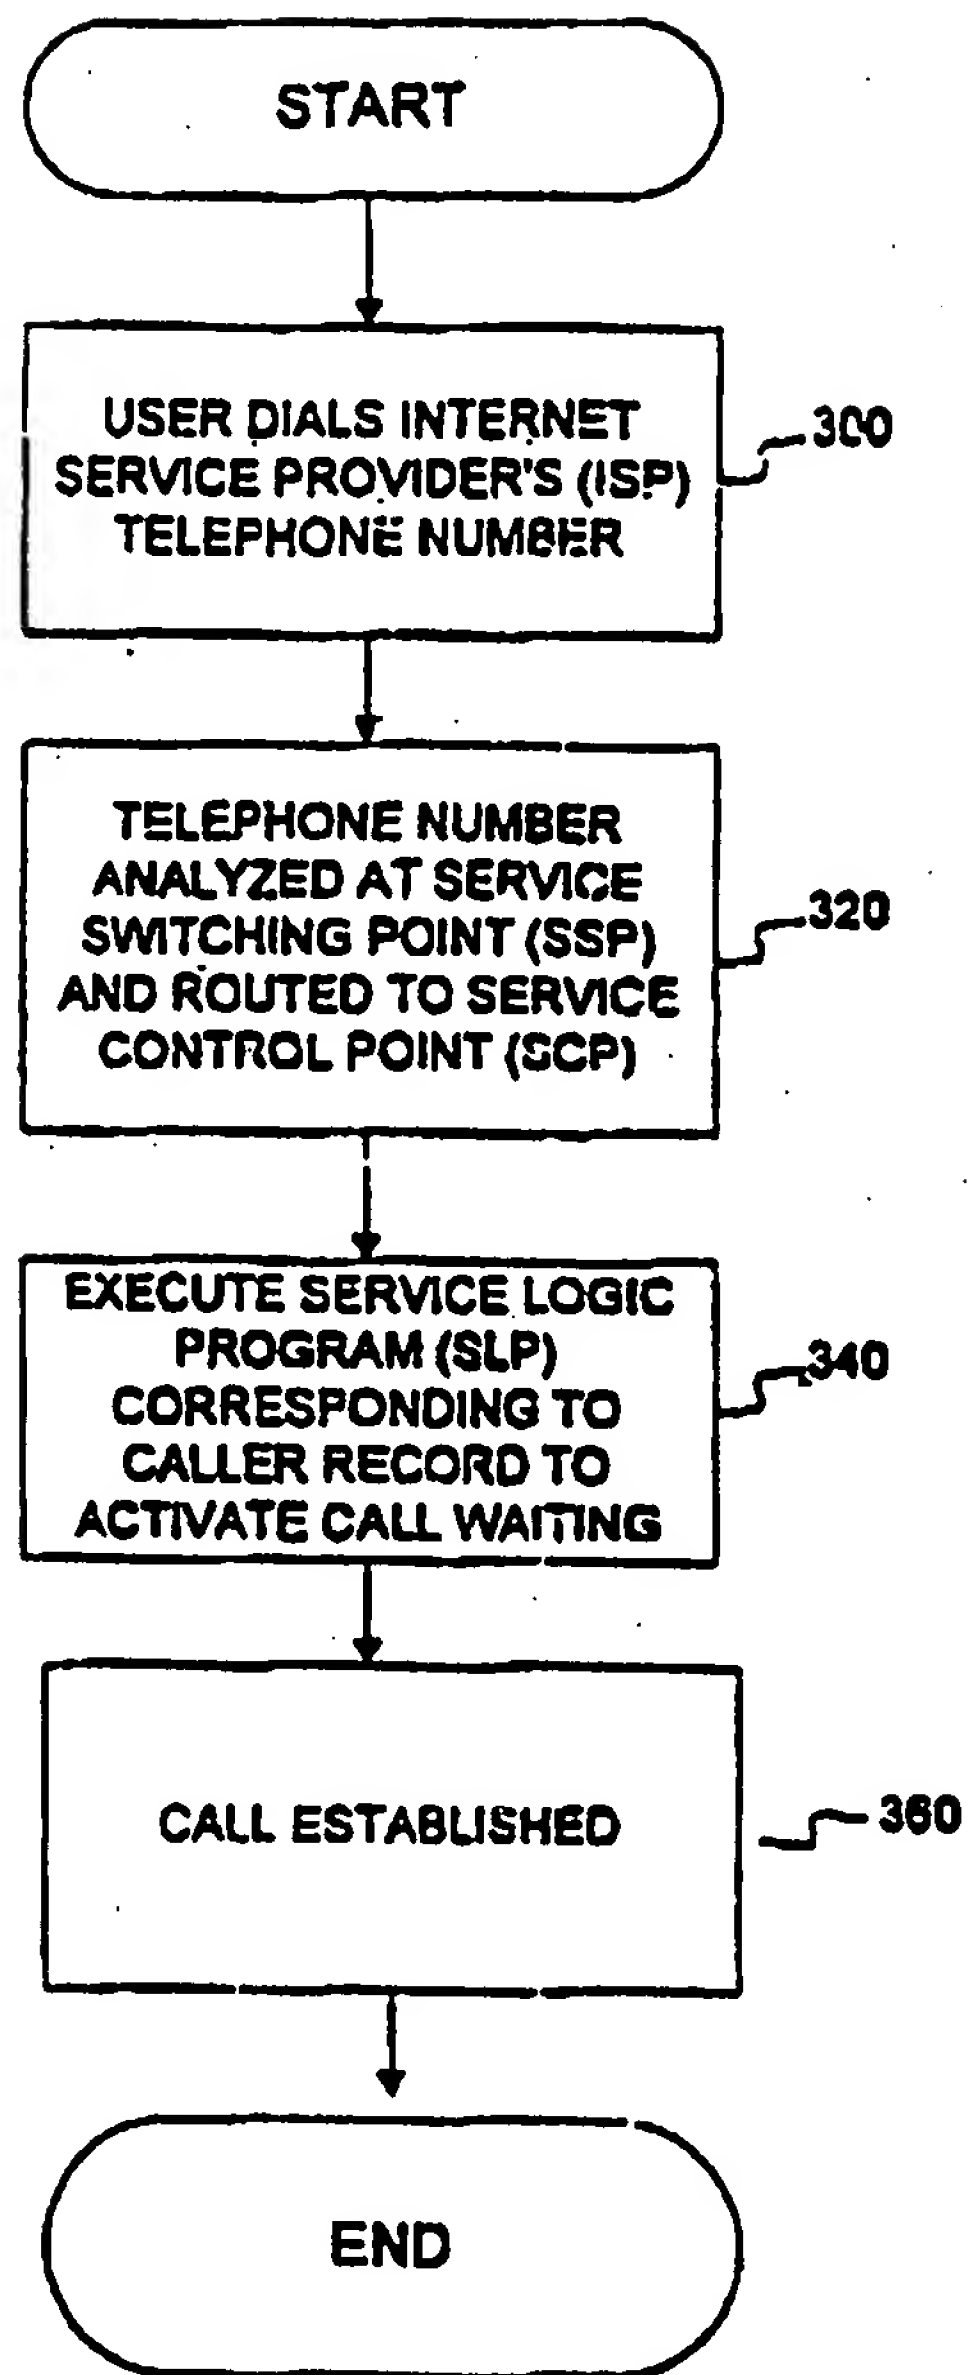 START
USER DIALS INTERNET
SERVICE PROVIDER'S (ISP)
TELEPHONE NUMBER
300
TELEPHONE NUMBER
ANALYZED AT SERVICE
SWITCHING POINT (SSP)
AND ROUTED TO SERVICE
CONTROL POINT (SCP)
320
EXECUTE SERVICE LOGIC
PROGRAM (SLP)
CORRESPONDING TO
CALLER RECORD TO
ACTIVATE CALL WAITING
340
CALL ESTABLISHED
360
END